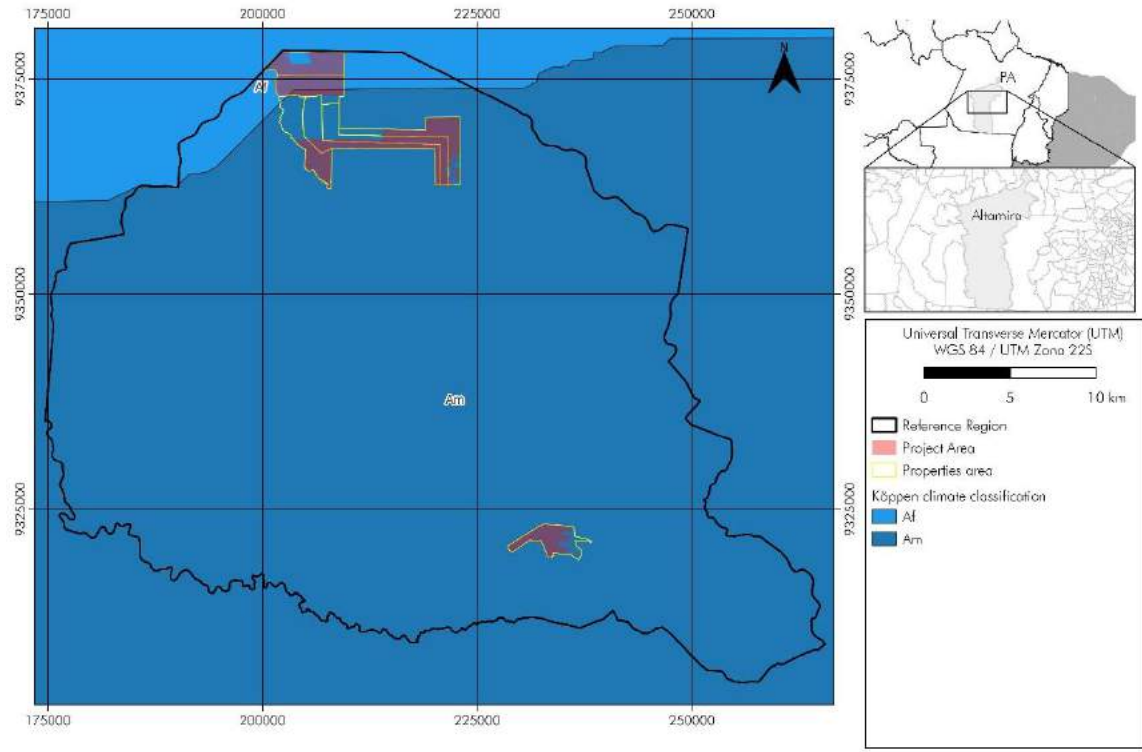 175000 200000 225000 250000
N
9375000 9375000
Af
9350000 9350000
Am
9325000 9325000
175000 200000 225000 250000
PA
Altamira
Universal Transverse Mercator (UTM)
WGS 84 / UTM Zona 22S
0 5 10 km
Reference Region
Project Area
Properties area
Köppen climate classification
Af
Am